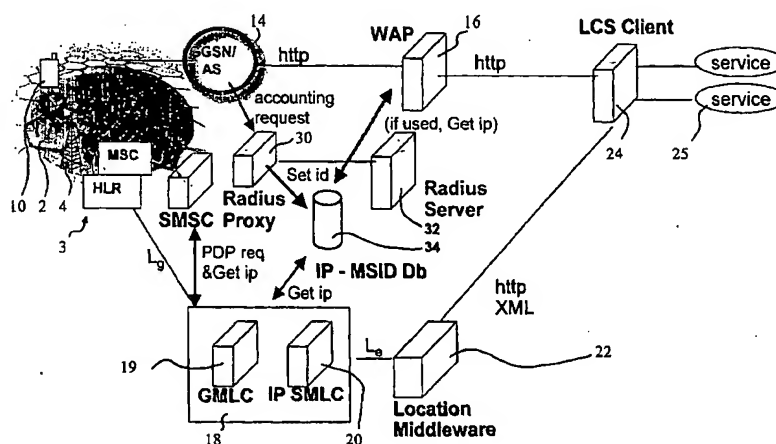 14
WAP
16
LCS Client
GGSN/
AS
http
http
service
service
accounting
request
30
(if used, Get ip)
24
25
MSC
HLR
10
2
4
3
SMSC
Radius
Proxy
Set id
Radius
Server
32
34
IP - MSID Db
PDP req
&Get ip
Lg
Get ip
http
XML
19
GMLC
IP SMLC
18
20
Le
22
Location
Middleware